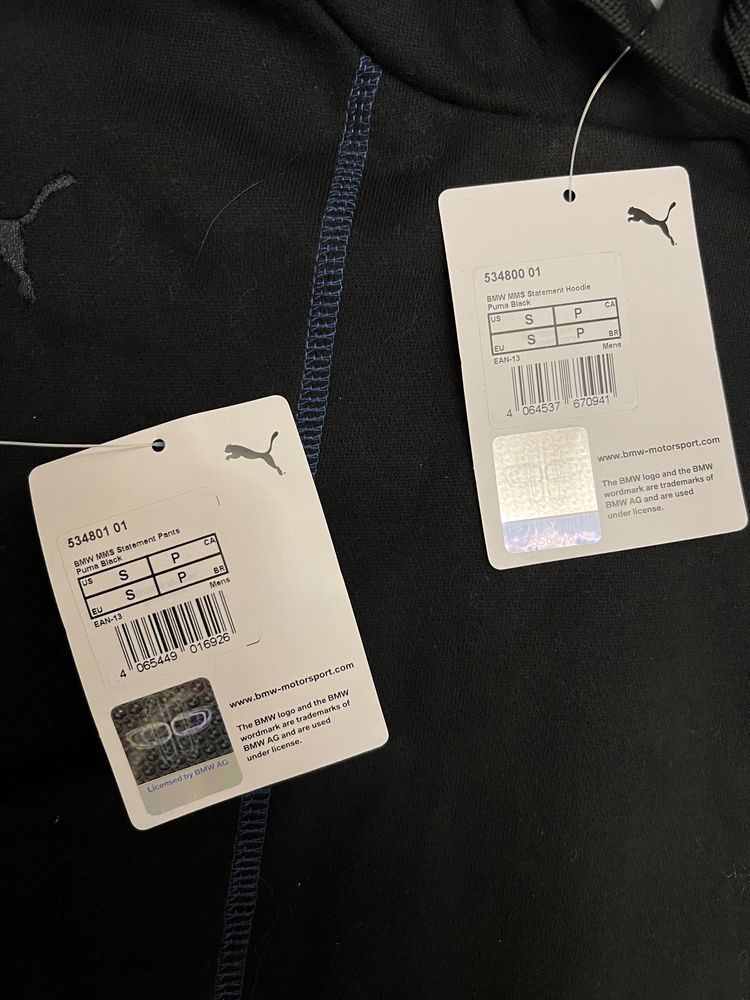 534800 01
BMW MMS Statement Hoodie
Puma Black
US S P CA
EU S P BR
EAN-13 Mens
4 064537 670941
www.bmw-motorsport.com
The BMW logo and the BMW
wordmark are trademarks of
BMW AG and are used
under license.
534801 01
BMW MMS Statement Pants
Puma Black
US S P CA
EU S P BR
EAN-13 Mens
4 065449 016926
www.bmw-motorsport.com
The BMW logo and the BMW
wordmark are trademarks of
BMW AG and are used
under license.
Licensed by BMW AG